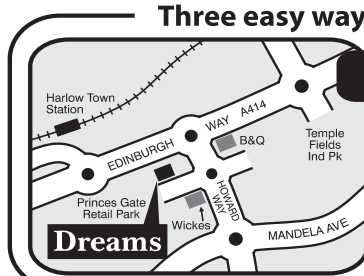 Three easy way
Harlow Town
Station
EDINBURGH WAY A414
B&Q
Temple
Fields
Ind Pk
Princes Gate
Retail Park
HOWARD
WAY
Wickes
Dreams
MANDELA AVE